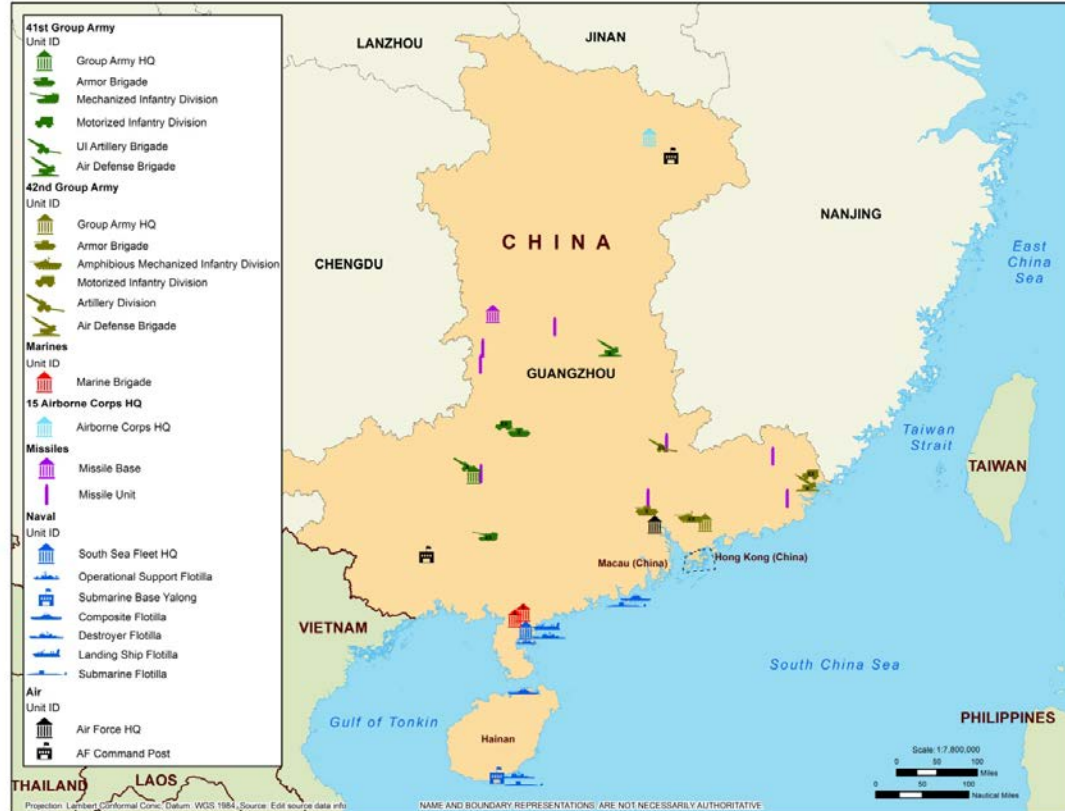 41st Group Army
Unit ID
Group Army HQ
Armor Brigade
Mechanized Infantry Division
Motorized Infantry Division
UI Artillery Brigade
Air Defense Brigade
42nd Group Army
Unit ID
Group Army HQ
Armor Brigade
Amphibious Mechanized Infantry Division
Motorized Infantry Division
Artillery Division
Air Defense Brigade
Marines
Unit ID
Marine Brigade
15 Airborne Corps HQ
Airborne Corps HQ
Missiles
Missile Base
Missile Unit
Naval
Unit ID
South Sea Fleet HQ
Operational Support Flotilla
Submarine Base Yalong
Composite Flotilla
Destroyer Flotilla
Landing Ship Flotilla
Submarine Flotilla
Air
Unit ID
Air Force HQ
AF Command Post
LANZHOU
JINAN
NANJING
CHINA
CHENGDU
East
China
Sea
GUANGZHOU
Taiwan
Strait
TAIWAN
Macau (China)
Hong Kong (China)
VIETNAM
South China Sea
Gulf of Tonkin
Hainan
PHILIPPINES
THAILAND
LAOS
Scale: 1:7,800,000
100 50 0 100
Miles
100 50 0 100
Nautical Miles
Projection: Lambert Conformal Conic. Datum: WGS 1984. Source: Edit source data info
NAME AND BOUNDARY REPRESENTATIONS ARE NOT NECESSARILY AUTHORITATIVE.